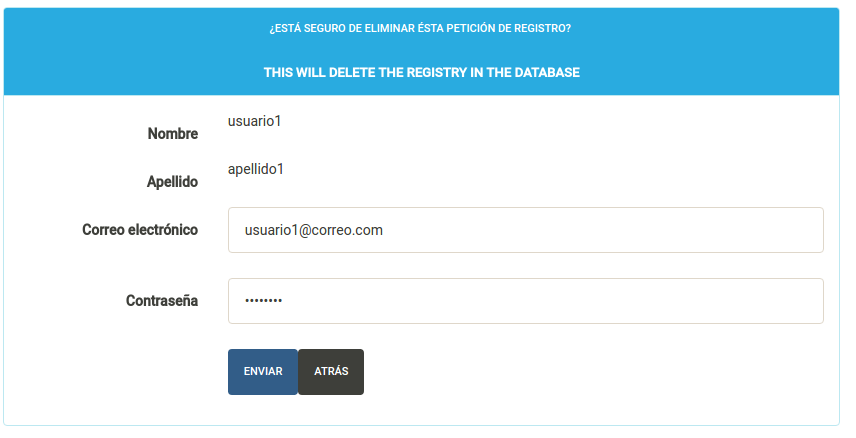 ¿ESTÁ SEGURO DE ELIMINAR ÉSTA PETICIÓN DE REGISTRO?
THIS WILL DELETE THE REGISTRY IN THE DATABASE
Nombre usuario1
Apellido apellido1
Correo electrónico usuario1@correo.com
Contraseña ••••••••
ENVIAR ATRÁS